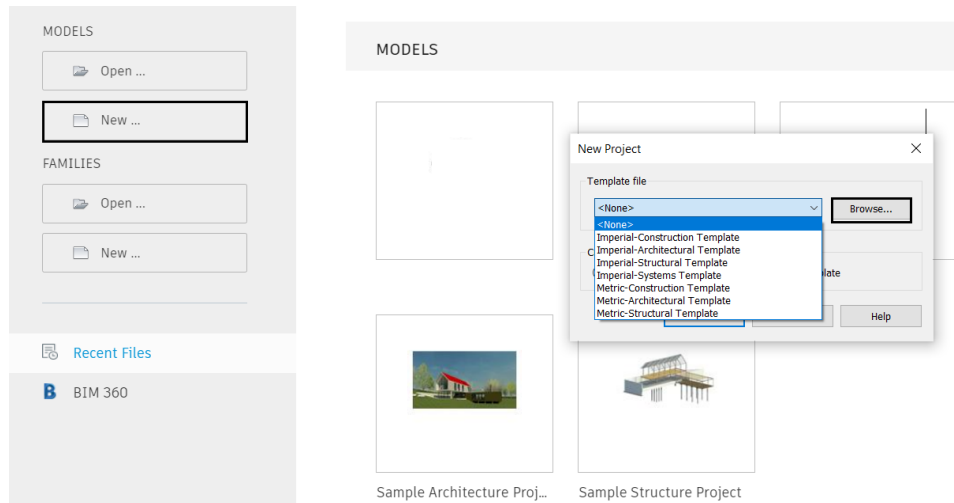 MODELS
Open ...
New ...
FAMILIES
Open ...
New ...
Recent Files
B BIM 360
MODELS
New Project
Template file
<None>
Browse...
<None>
Imperial-Construction Template
Imperial-Architectural Template
Imperial-Structural Template
Imperial-Systems Template
Metric-Construction Template
Metric-Architectural Template
Metric-Structural Template
C
late
Help
Sample Architecture Proj...
Sample Structure Project